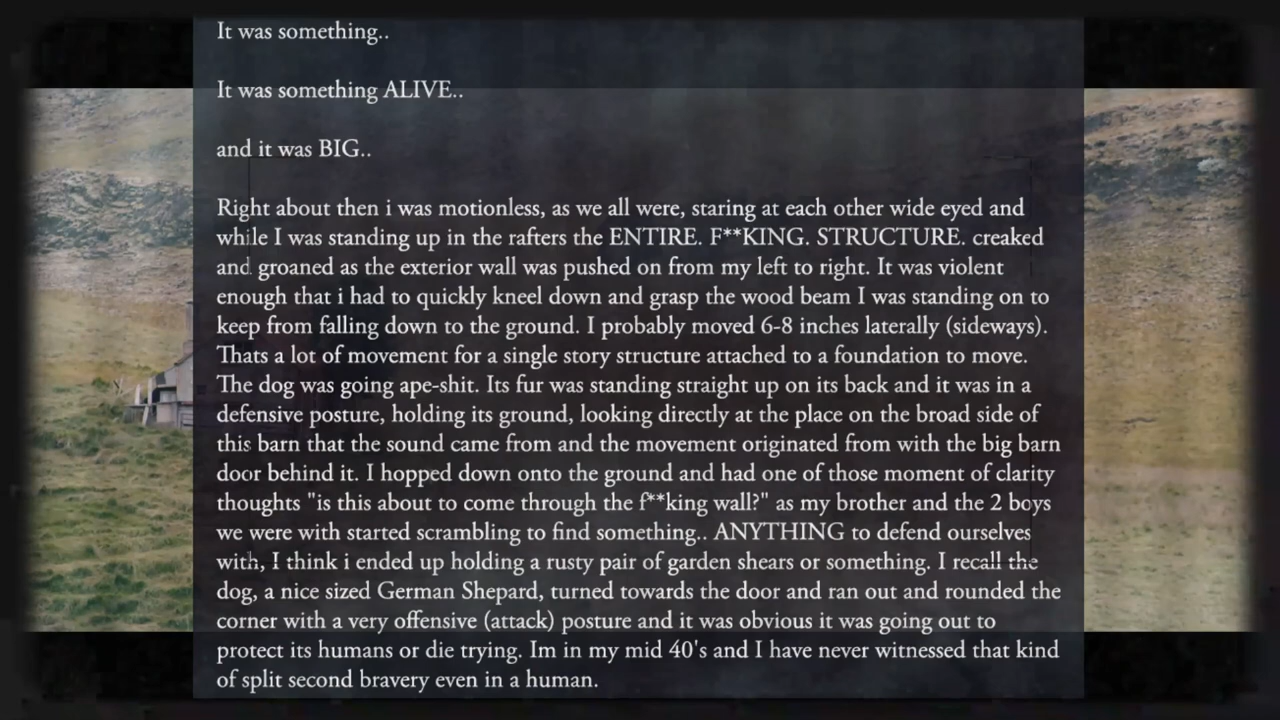 It was something..
It was something ALIVE..
and it was BIG..
Right about then i was motionless, as we all were, staring at each other wide eyed and
while I was standing up in the rafters the ENTIRE. F**KING. STRUCTURE. creaked
and groaned as the exterior wall was pushed on from my left to right. It was violent
enough that i had to quickly kneel down and grasp the wood beam I was standing on to
keep from falling down to the ground. I probably moved 6-8 inches laterally (sideways).
Thats a lot of movement for a single story structure attached to a foundation to move.
The dog was going ape-shit. Its fur was standing straight up on its back and it was in a
defensive posture, holding its ground, looking directly at the place on the broad side of
this barn that the sound came from and the movement originated from with the big barn
door behind it. I hopped down onto the ground and had one of those moment of clarity
thoughts "is this about to come through the f**king wall?" as my brother and the 2 boys
we were with started scrambling to find something.. ANYTHING to defend ourselves
with, I think i ended up holding a rusty pair of garden shears or something. I recall the
dog, a nice sized German Shepard, turned towards the door and ran out and rounded the
corner with a very offensive (attack) posture and it was obvious it was going out to
protect its humans or die trying. Im in my mid 40's and I have never witnessed that kind
of split second bravery even in a human.